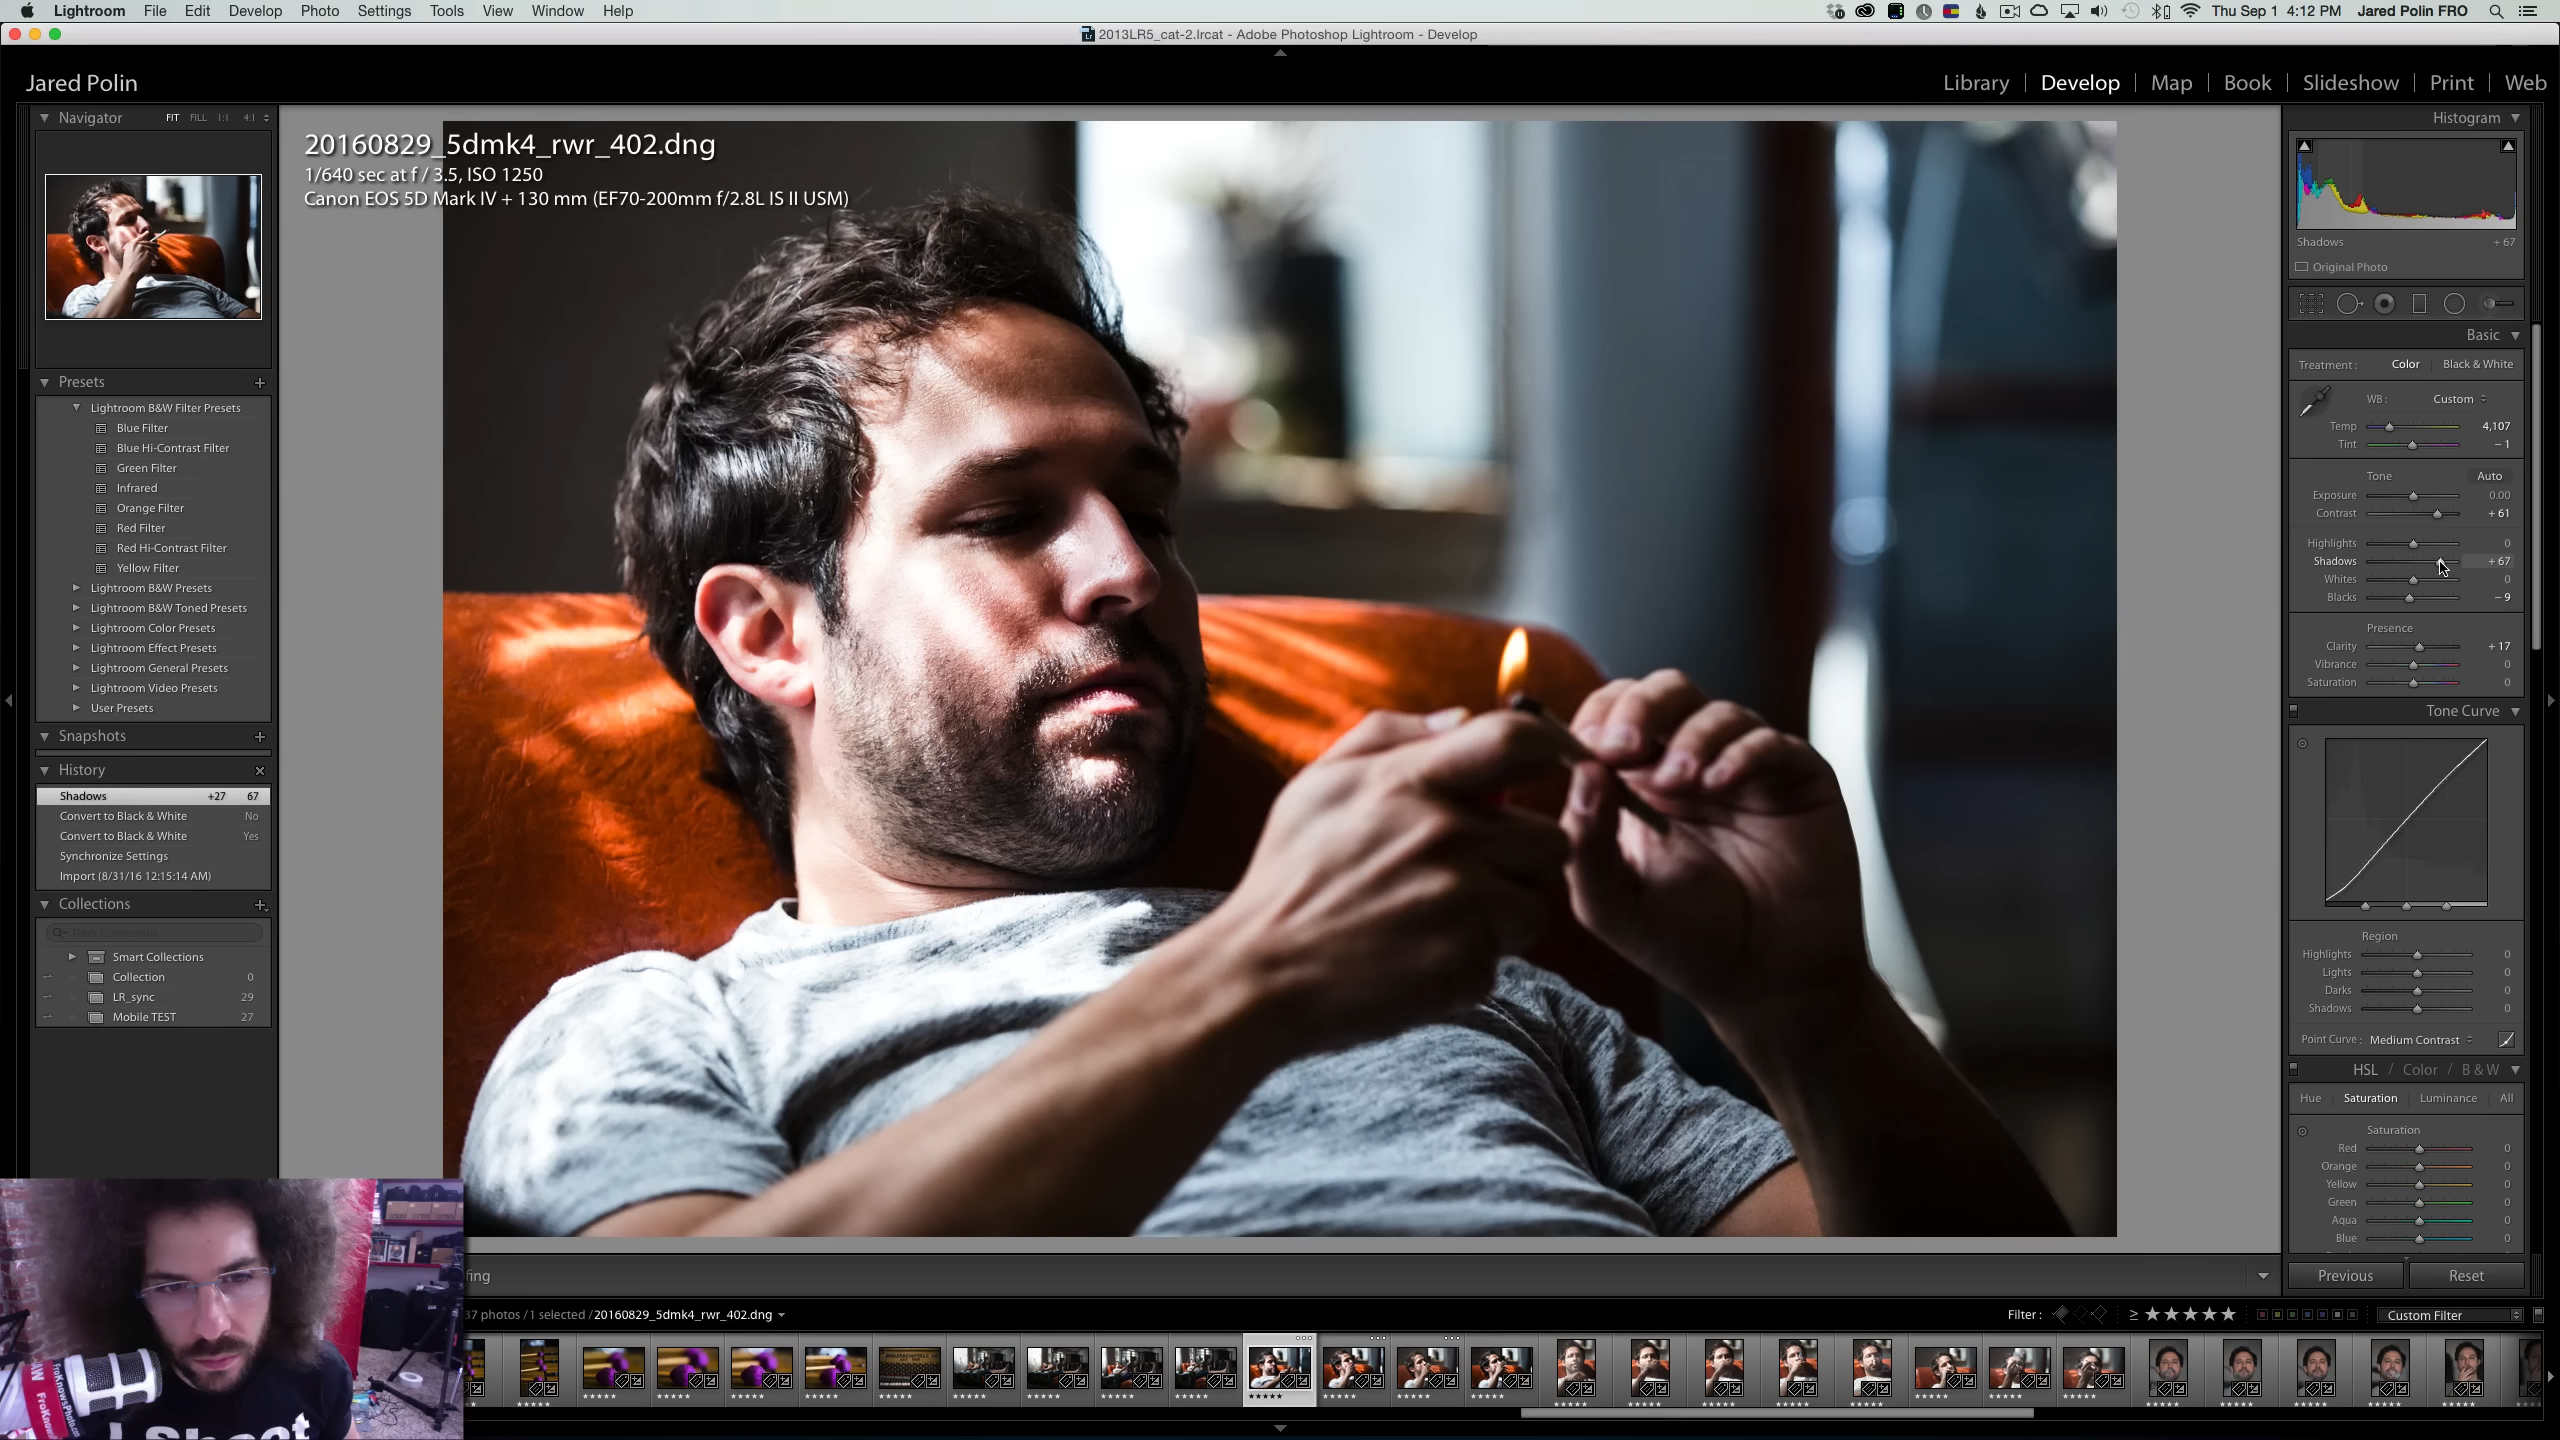 Lightroom File Edit Develop Photo Settings Tools View Window Help
Thu Sep 1 4:12 PM Jared Polin FRO
2013LR5_cat-2.lrcat - Adobe Photoshop Lightroom - Develop
Jared Polin
Library | Develop | Map | Book | Slideshow | Print | Web
Navigator FIT FILL 1:1 4:1
Presets
Lightroom B&W Filter Presets
Blue Filter
Blue Hi-Contrast Filter
Green Filter
Infrared
Orange Filter
Red Filter
Red Hi-Contrast Filter
Yellow Filter
Lightroom B&W Presets
Lightroom B&W Toned Presets
Lightroom Color Presets
Lightroom Effect Presets
Lightroom General Presets
Lightroom Video Presets
User Presets
Snapshots
History
Shadows +27 67
Convert to Black & White No
Convert to Black & White Yes
Synchronize Settings
Import (8/31/16 12:15:14 AM)
Collections
Filter Collections
Smart Collections
Collection 0
LR_sync 29
Mobile TEST 27
20160829_5dmk4_rwr_402.dng
1/640 sec at f / 3.5, ISO 1250
Canon EOS 5D Mark IV + 130 mm (EF70-200mm f/2.8L IS II USM)
Histogram
Shadows + 67
Original Photo
Basic
Treatment : Color Black & White
WB : Custom
Temp 4,107
Tint – 1
Tone Auto
Exposure 0.00
Contrast + 61
Highlights 0
Shadows + 67
Whites 0
Blacks – 9
Presence
Clarity + 17
Vibrance 0
Saturation 0
Tone Curve
Region
Highlights 0
Lights 0
Darks 0
Shadows 0
Point Curve : Medium Contrast
HSL / Color / B & W
Hue Saturation Luminance All
Saturation
Red 0
Orange 0
Yellow 0
Green 0
Aqua 0
Blue 0
Previous Reset
fing
37 photos / 1 selected / 20160829_5dmk4_rwr_402.dng
Filter : ≥ ★★★★★ Custom Filter
FroKnowsPhoto.com
I Shoot